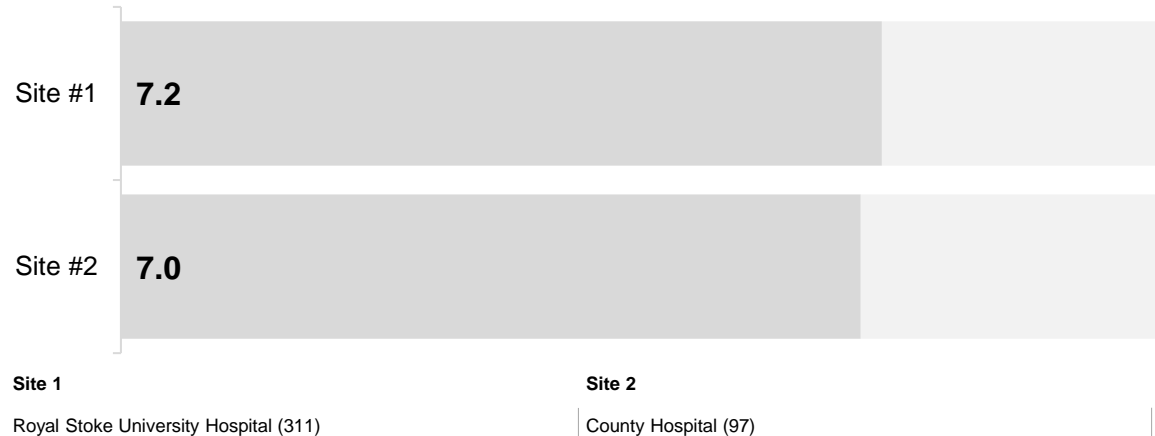 Site #1 7.2
Site #2 7.0
Site 1 Site 2
Royal Stoke University Hospital (311) County Hospital (97)